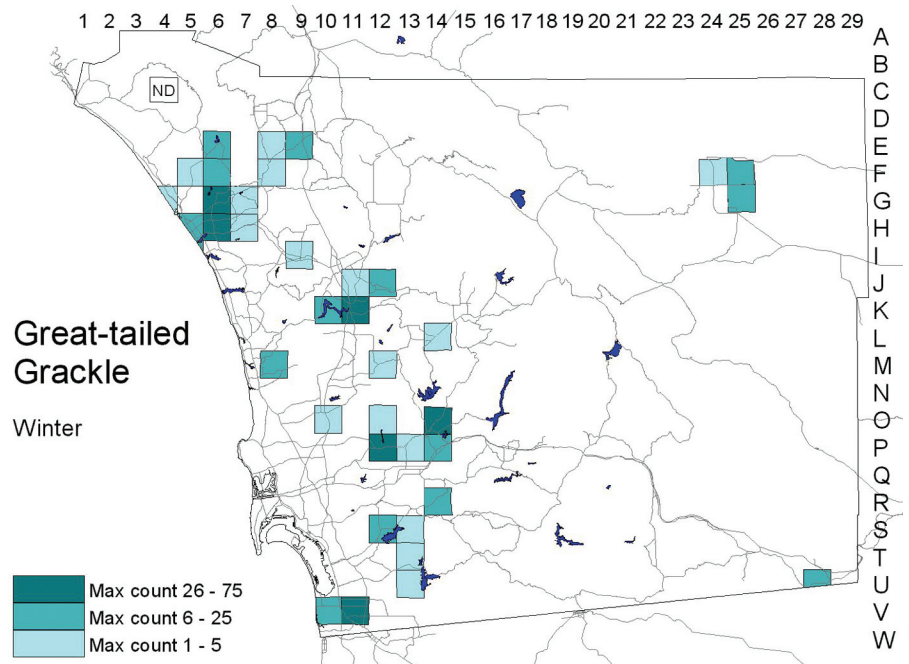 1 2 3 4 5 6 7 8 9 10 11 12 13 14 15 16 17 18 19 20 21 22 23 24 25 26 27 28 29
A
B
C
ND
D
E
F
G
H
I
J
K
L
M
N
O
P
Q
R
S
T
U
V
W
Great-tailed
Grackle
Winter
Max count 26 - 75
Max count 6 - 25
Max count 1 - 5